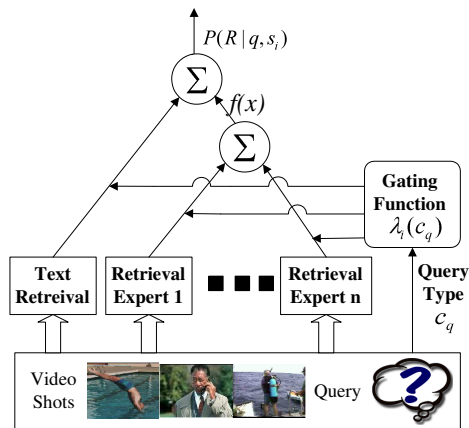 P(R | q, s_i)
Σ
f(x)
Σ
Gating
Function
λ_i(c_q)
Text
Retreival
Retrieval
Expert 1
Retrieval
Expert n
Query
Type
c_q
Video
Shots
Query
?